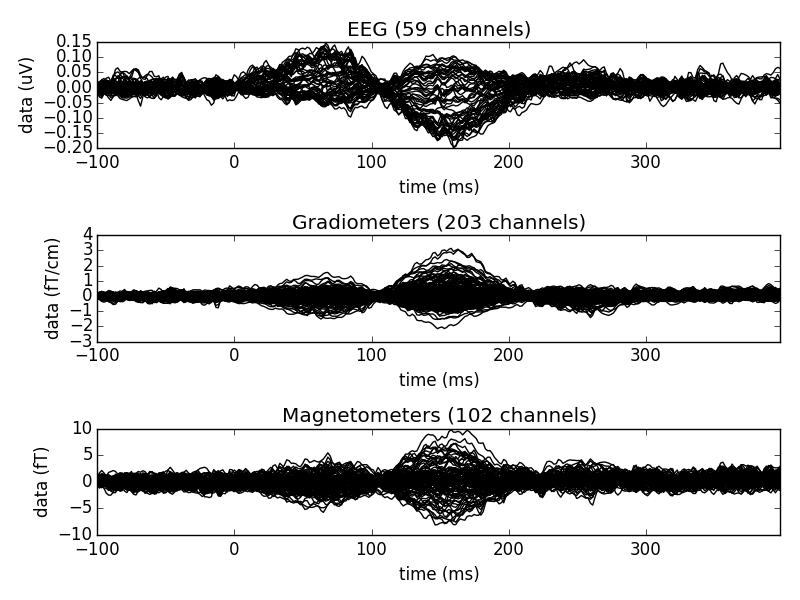 EEG (59 channels)
0.15
0.10
0.05
0.00
−0.05
−0.10
−0.15
−0.20
data (uV)
−100 0 100 200 300
time (ms)
Gradiometers (203 channels)
4
3
2
1
0
−1
−2
−3
data (fT/cm)
−100 0 100 200 300
time (ms)
Magnetometers (102 channels)
10
5
0
−5
−10
data (fT)
−100 0 100 200 300
time (ms)